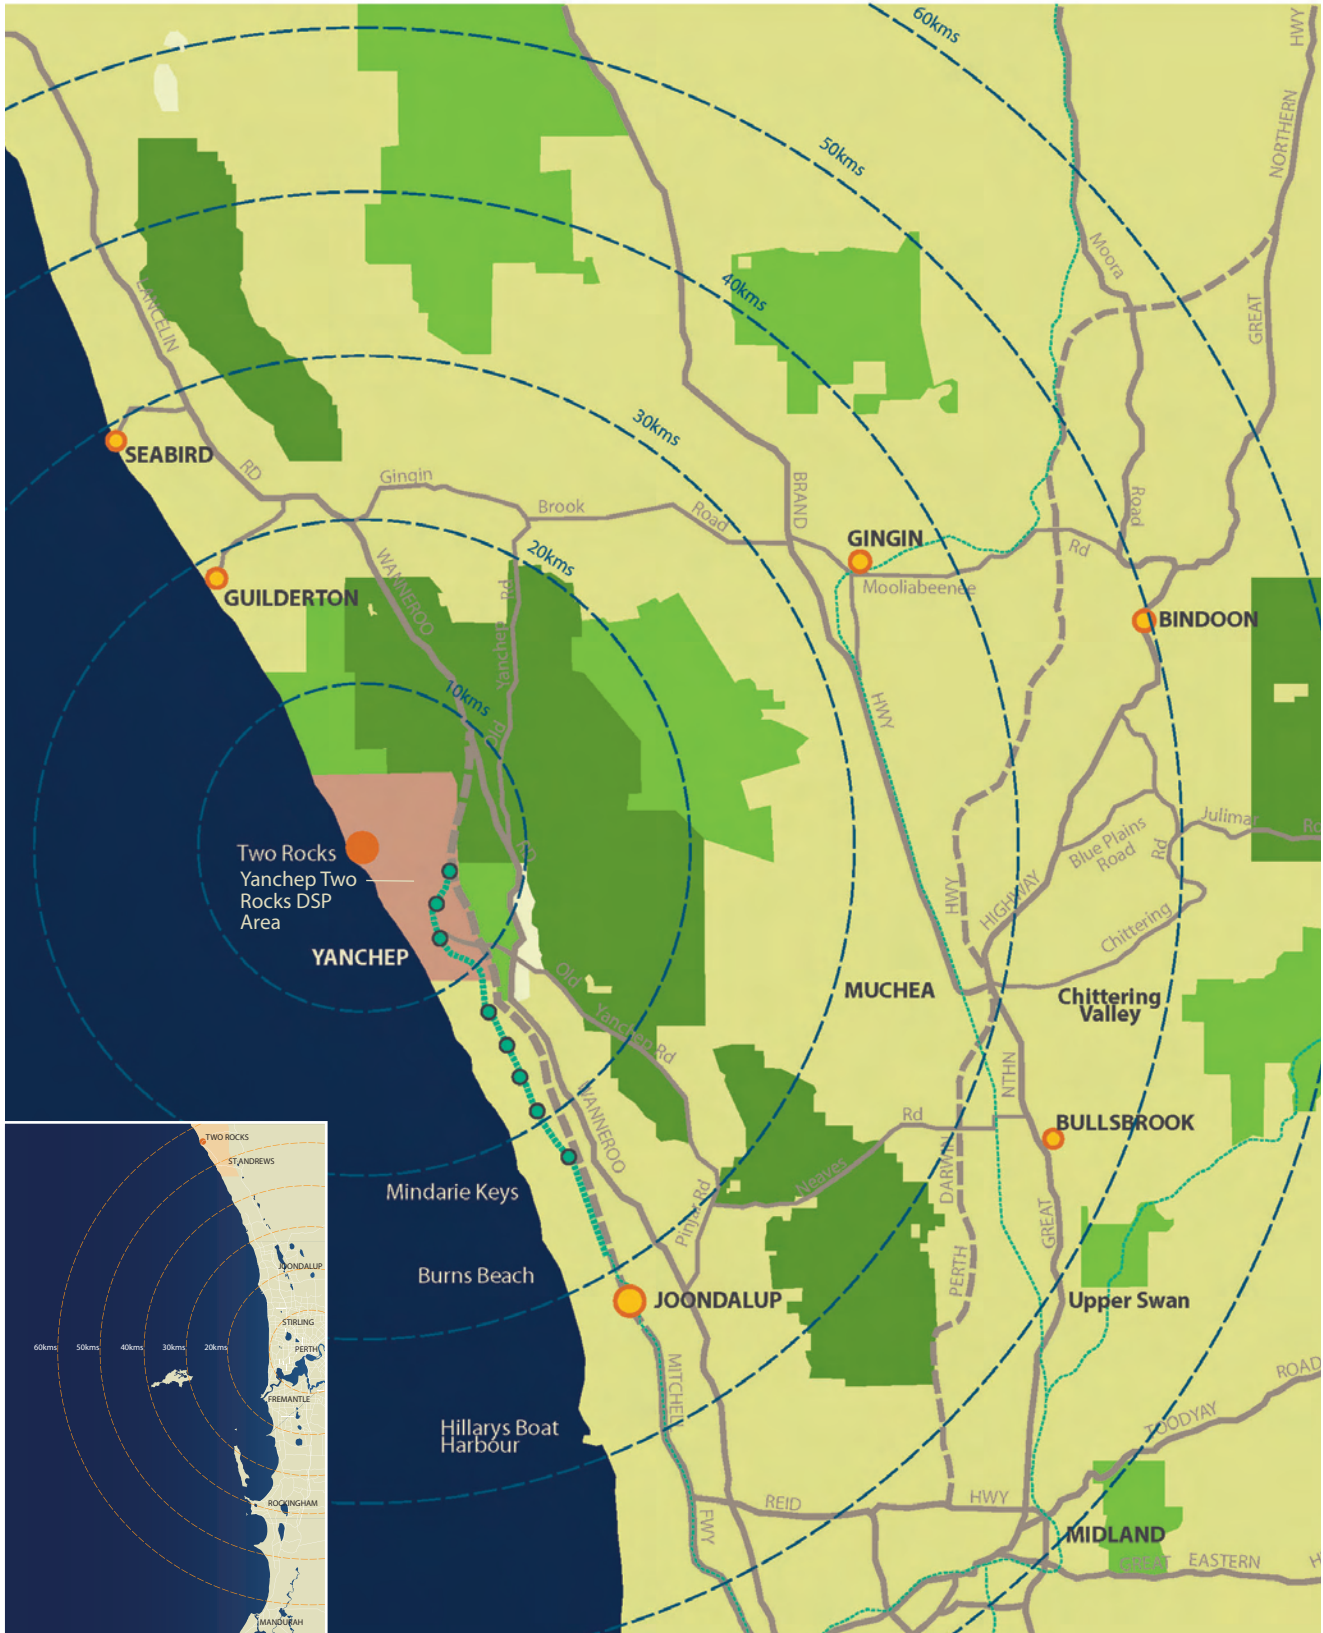 60kms
HWY
NORTHERN
50kms
Moora
40kms
GREAT
LANCELIN
30kms
SEABIRD
RD
Gingin
Brook
Road
BRAND
Road
GINGIN
Rd
20kms
WANNEROO
Mooliabeenee
GUILDERTON
Rd
Yanchep
Old
BINDOON
10kms
HWY
Two Rocks
Yanchep Two
Rocks DSP
Area
RD
Julimar
Rd
Blue Plains
Road
Rd
HWY
HIGHWAY
Chittering
YANCHEP
Old
Yanchep Rd
MUCHEA
Chittering
Valley
WANNEROO
NTHN
Rd
BULLSBROOK
Neaves
DARWIN
Mindarie Keys
Pinjar Rd
GREAT
PERTH
Burns Beach
JOONDALUP
Upper Swan
MITCHELL
ROAD
TOODYAY
Hillarys Boat
Harbour
REID
HWY
FWY
MIDLAND
GREAT
EASTERN
H
TWO ROCKS
ST ANDREWS
JOONDALUP
STIRLING
60kms
50kms
40kms
30kms
20kms
PERTH
FREMANTLE
ROCKINGHAM
MANDURAH